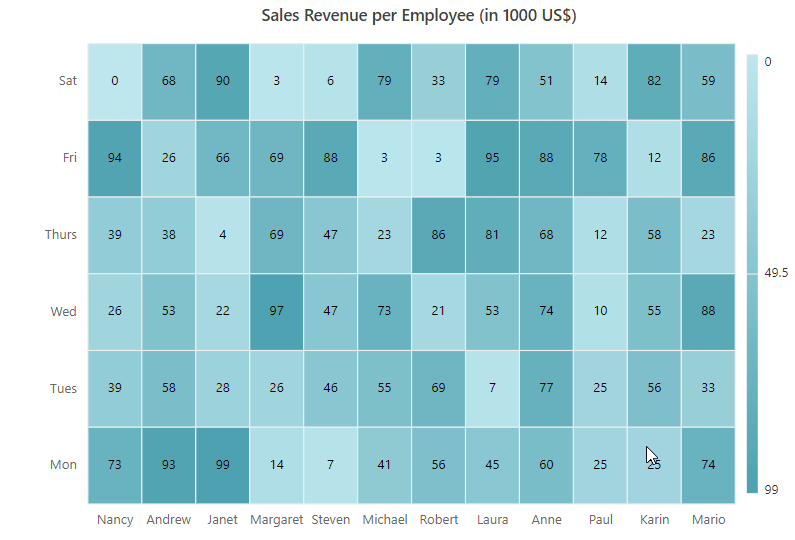 Sales Revenue per Employee (in 1000 US$)
Sat 0 68 90 3 6 79 33 79 51 14 82 59
Fri 94 26 66 69 88 3 3 95 88 78 12 86
Thurs 39 38 4 69 47 23 86 81 68 12 58 23
Wed 26 53 22 97 47 73 21 53 74 10 55 88
Tues 39 58 28 26 46 55 69 7 77 25 56 33
Mon 73 93 99 14 7 41 56 45 60 25 25 74
Nancy Andrew Janet Margaret Steven Michael Robert Laura Anne Paul Karin Mario
0
49.5
99